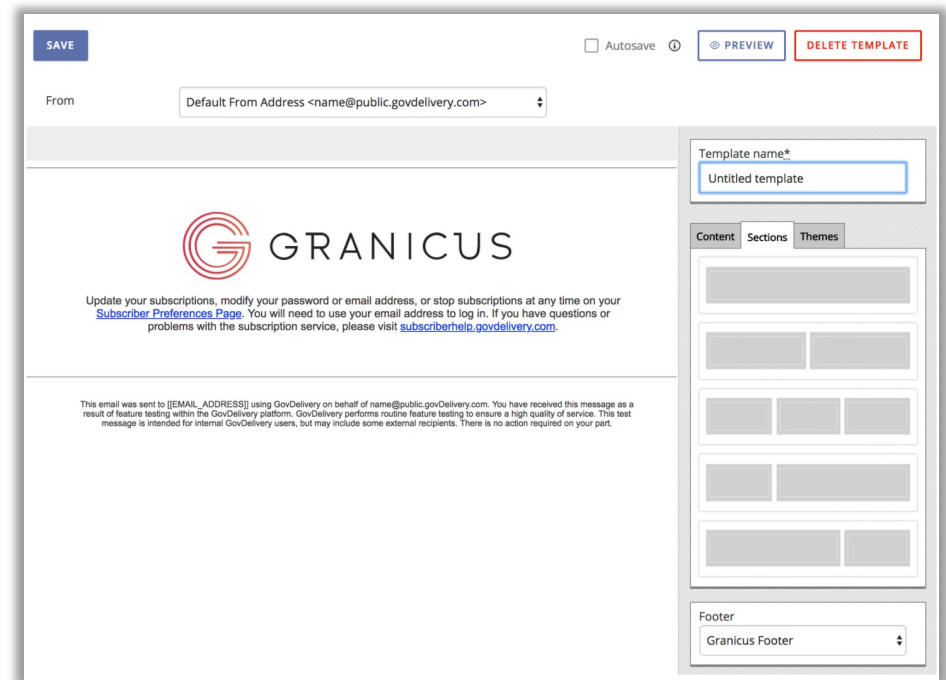 SAVE
Autosave
PREVIEW
DELETE TEMPLATE
From
Default From Address <name@public.govdelivery.com>
Template name*
Untitled template
GRANICUS
Content Sections Themes
Update your subscriptions, modify your password or email address, or stop subscriptions at any time on your
Subscriber Preferences Page. You will need to use your email address to log in. If you have questions or
problems with the subscription service, please visit subscriberhelp.govdelivery.com.
This email was sent to [[EMAIL_ADDRESS]] using GovDelivery on behalf of name@public.govDelivery.com. You have received this message as a
result of feature testing within the GovDelivery platform. GovDelivery performs routine feature testing to ensure a high quality of service. This test
message is intended for internal GovDelivery users, but may include some external recipients. There is no action required on your part.
Footer
Granicus Footer